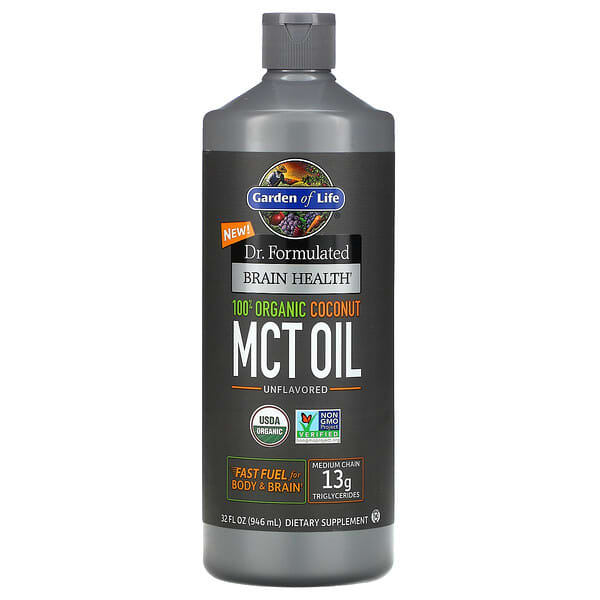 Garden of Life®
NEW!
Dr. Formulated
BRAIN HEALTH†
100% ORGANIC COCONUT
MCT OIL
UNFLAVORED
USDA
ORGANIC
NON
GMO
Project
VERIFIED
nongmoproject.org
FAST FUEL for
BODY & BRAIN†
MEDIUM CHAIN
13g
TRIGLYCERIDES
32 FL OZ (946 mL) DIETARY SUPPLEMENT